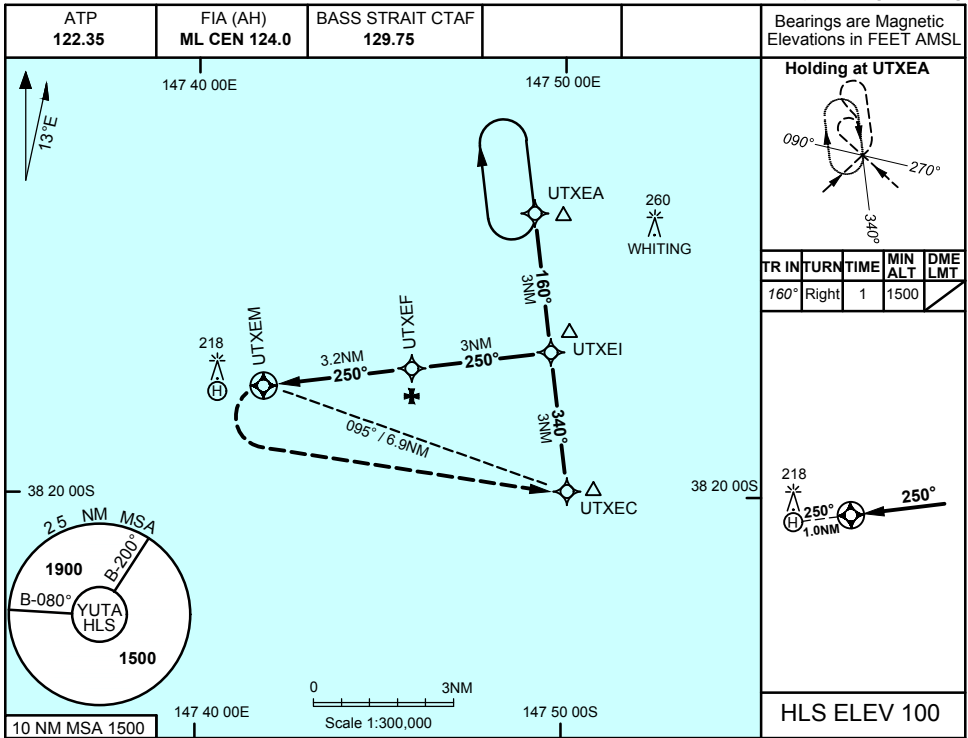 ATP
122.35
FIA (AH)
ML CEN 124.0
BASS STRAIT CTAF
129.75
Bearings are Magnetic
Elevations in FEET AMSL
147 40 00E
147 50 00E
13°E
UTXEA
260
WHITING
160°
3NM
UTXEI
UTXEF
3NM
250°
3.2NM
250°
UTXEM
218
H
340°
3NM
095° / 6.9NM
38 20 00S
38 20 00S
UTXEC
25 NM MSA
1900
B-200°
B-080°
YUTA
HLS
1500
10 NM MSA 1500
147 40 00E
0 3NM
Scale 1:300,000
147 50 00S
Holding at UTXEA
090°
270°
340°
TR IN TURN TIME MIN ALT DME LMT
160° Right 1 1500
218
H
250°
1.0NM
250°
HLS ELEV 100